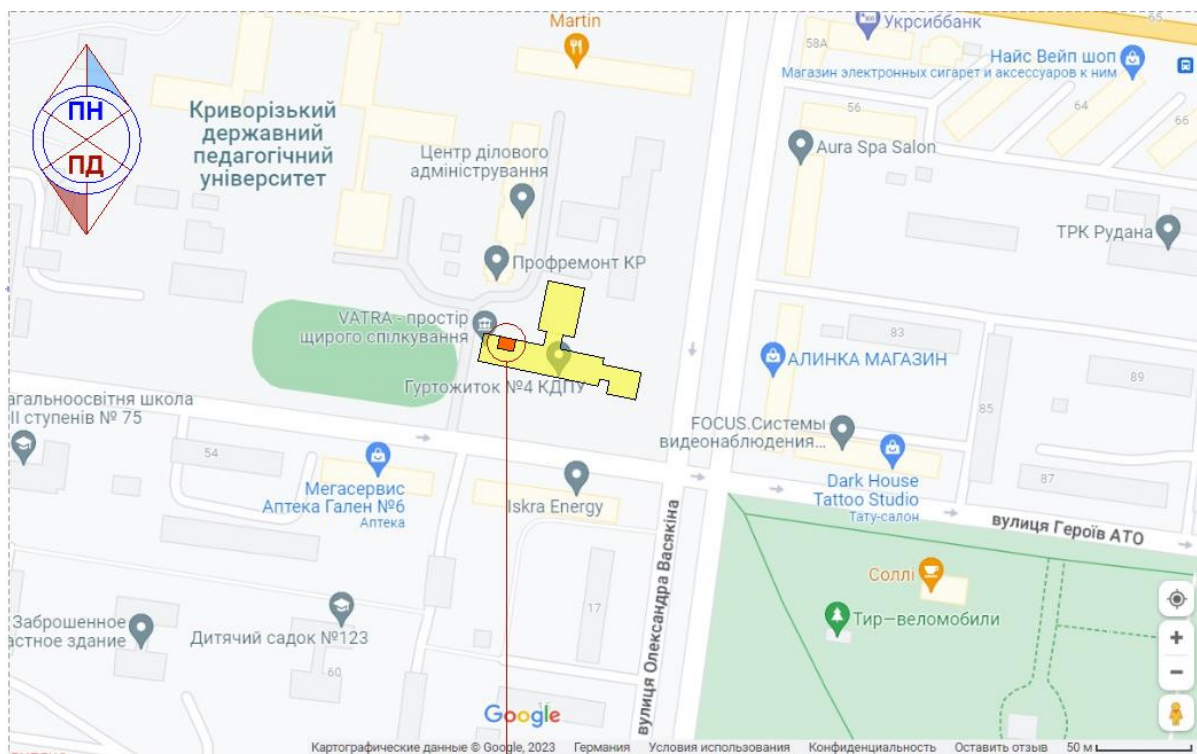 Martin
Укрсиббанк
65
58А
Найс Вейп шоп
Магазин электронных сигарет и аксессуаров к ним
ПН
ПД
Криворізький
державний
педагогічний
університет
56
64
66
Центр ділового
адміністрування
Aura Spa Salon
ТРК Рудана
Профремонт КР
VATRA - простір
щирого спілкування
83
АЛИНКА МАГАЗИН
89
Гуртожиток №4 КДПУ
агальноосвітня школа
ІІ ступенів № 75
85
FOCUS.Системы
видеонаблюдения...
54
87
Мегасервис
Аптека Гален №6
Аптека
Iskra Energy
Dark House
Tattoo Studio
Тату-салон
вулиця Героїв АТО
вулиця Олександра Васякіна
Соллі
17
Тир—веломобили
Заброшенное
астное здание
Дитячий садок №123
60
Google
Картографические данные © Google, 2023 Германия Условия использования Конфиденциальность Оставить отзыв 50 м